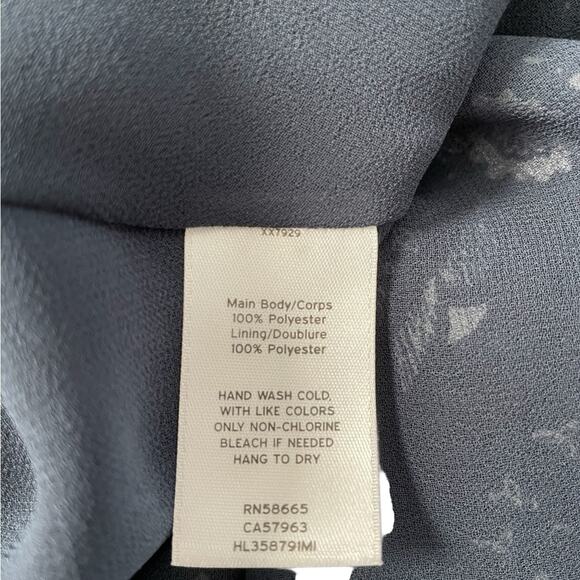 XX7929
Main Body/Corps
100% Polyester
Lining/Doublure
100% Polyester
HAND WASH COLD,
WITH LIKE COLORS
ONLY NON-CHLORINE
BLEACH IF NEEDED
HANG TO DRY
RN58665
CA57963
HL358791MI